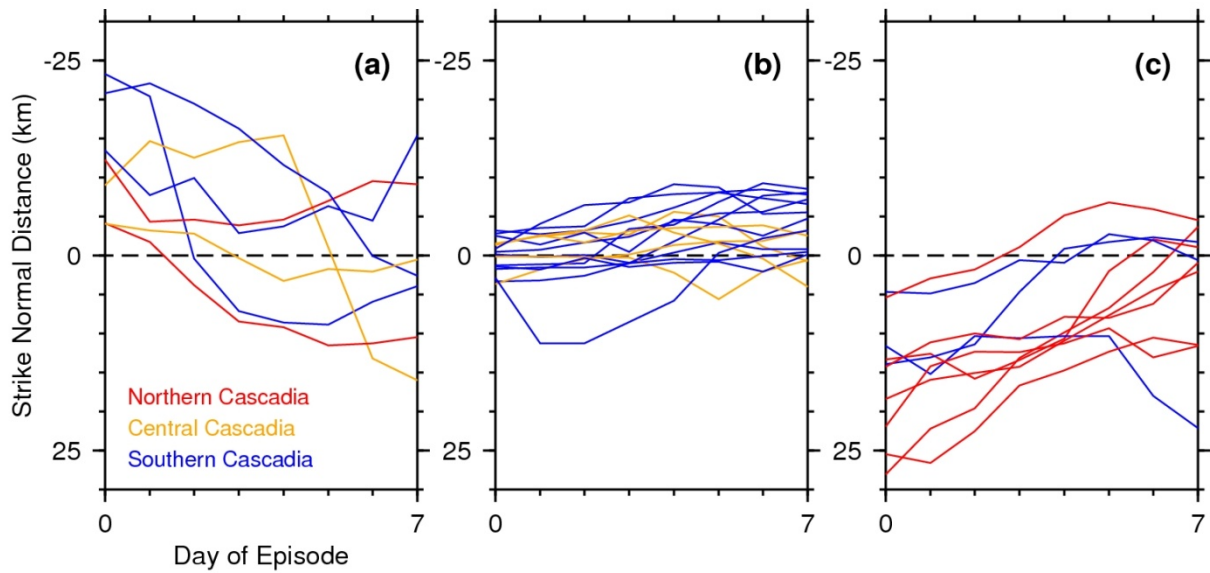 (a)
(b)
(c)
-25
0
25
-25
0
25
-25
0
25
Strike Normal Distance (km)
Northern Cascadia
Central Cascadia
Southern Cascadia
0
7
0
7
0
7
Day of Episode